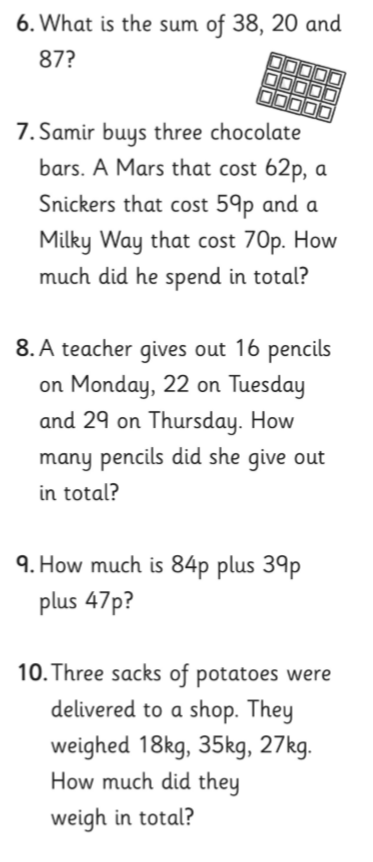 6. What is the sum of 38, 20 and
87?
7. Samir buys three chocolate
bars. A Mars that cost 62p, a
Snickers that cost 59p and a
Milky Way that cost 70p. How
much did he spend in total?
8. A teacher gives out 16 pencils
on Monday, 22 on Tuesday
and 29 on Thursday. How
many pencils did she give out
in total?
9. How much is 84p plus 39p
plus 47p?
10. Three sacks of potatoes were
delivered to a shop. They
weighed 18kg, 35kg, 27kg.
How much did they
weigh in total?